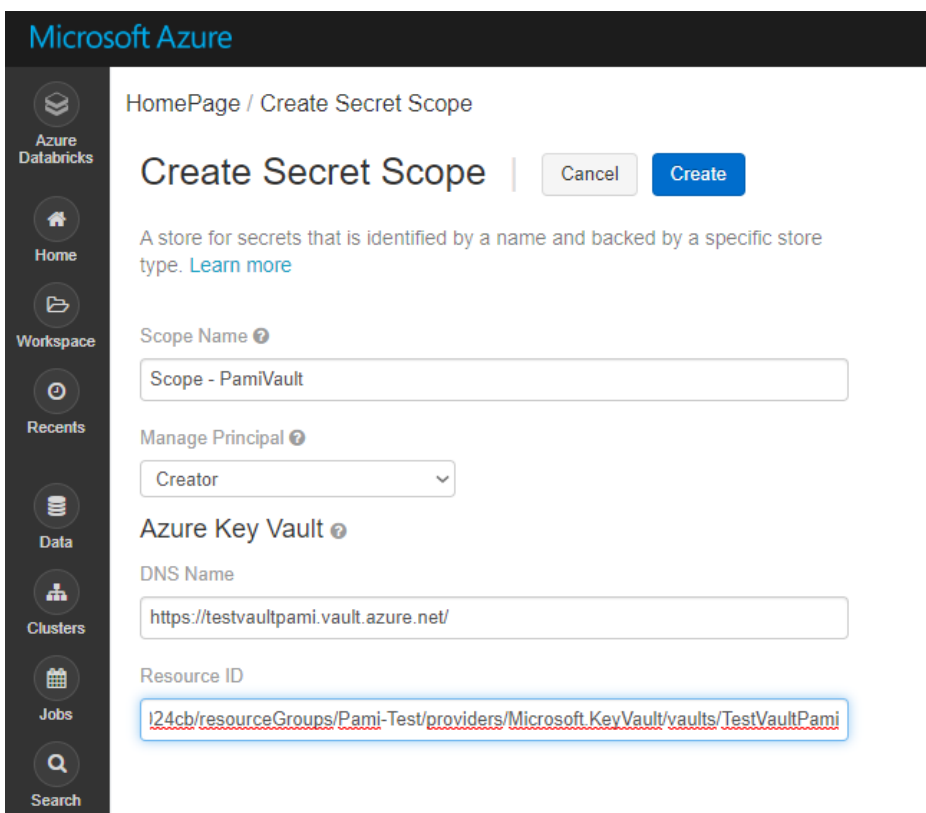 Microsoft Azure
Azure
Databricks
Home
Workspace
Recents
Data
Clusters
Jobs
Search
HomePage / Create Secret Scope
Create Secret Scope
Cancel
Create
A store for secrets that is identified by a name and backed by a specific store
type. Learn more
Scope Name
Scope - PamiVault
Manage Principal
Creator
Azure Key Vault
DNS Name
https://testvaultpami.vault.azure.net/
Resource ID
24cb/resourceGroups/Pami-Test/providers/Microsoft.KeyVault/vaults/TestVaultPami